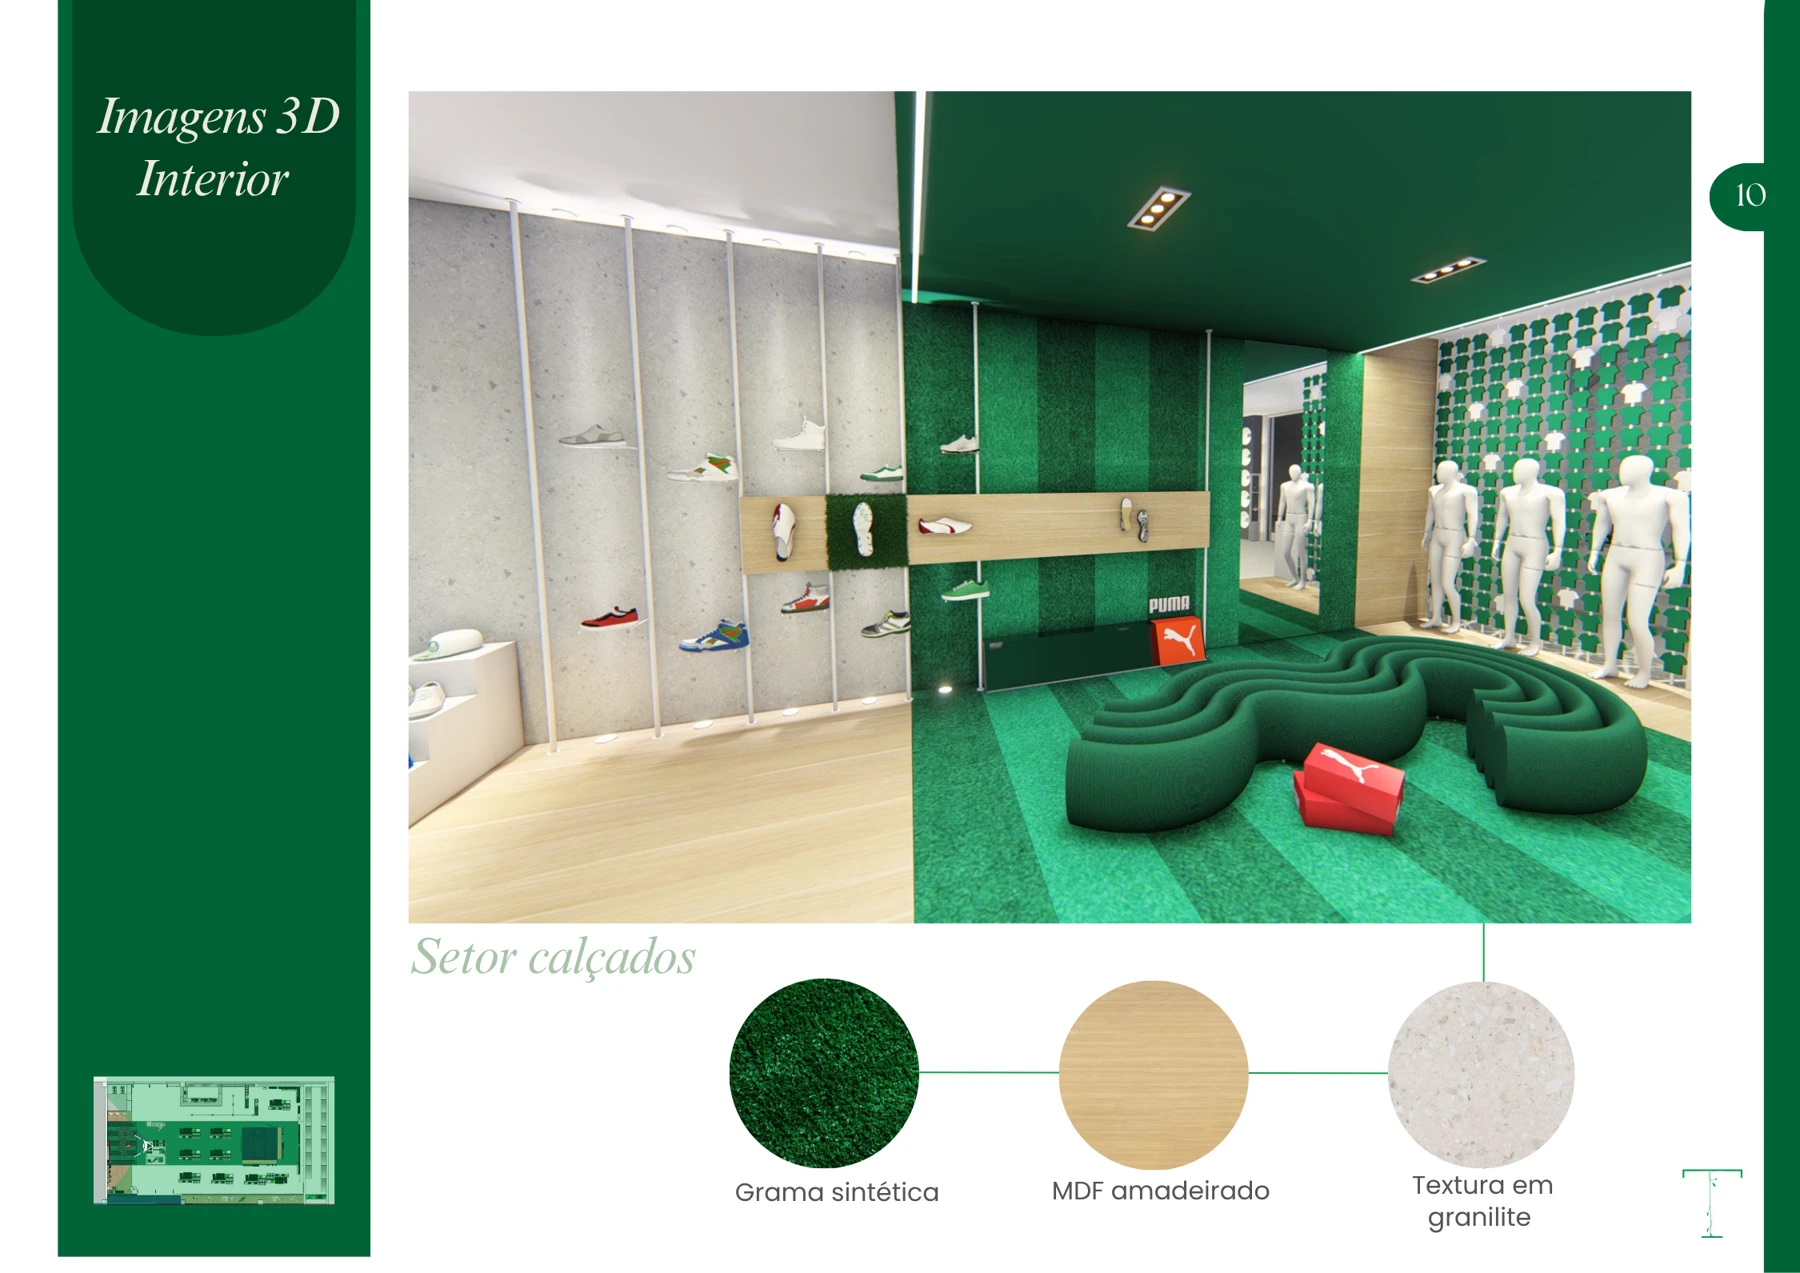 Imagens 3D
Interior
10
PUMA
Setor calçados
Grama sintética
MDF amadeirado
Textura em
granilite